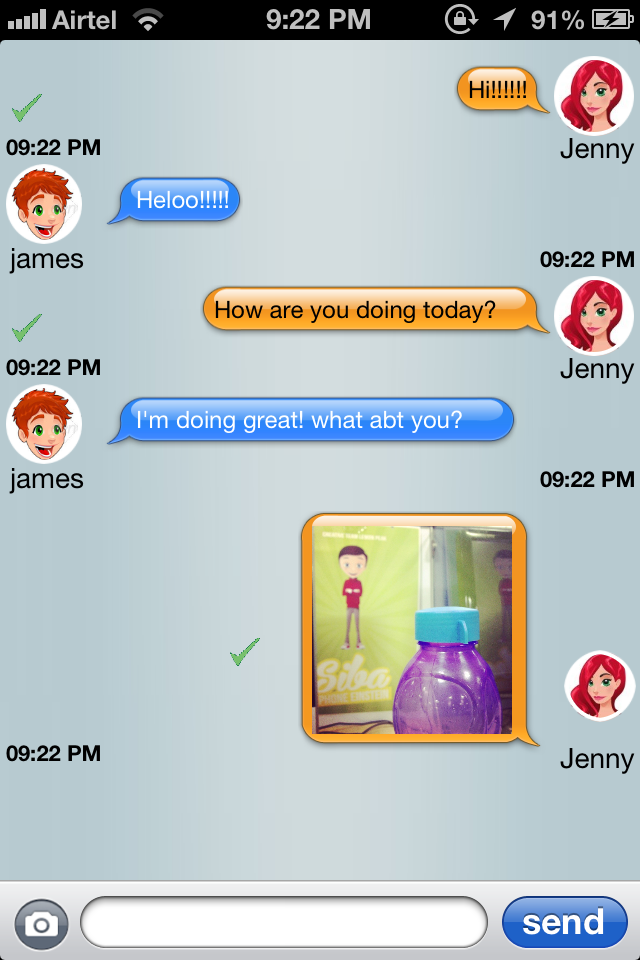 Airtel 9:22 PM 91%
Hi!!!!!!
09:22 PM
Jenny
Heloo!!!!!
james
09:22 PM
How are you doing today?
09:22 PM
Jenny
I'm doing great! what abt you?
james
09:22 PM
Siba
PHONE EINSTEIN
09:22 PM
Jenny
send